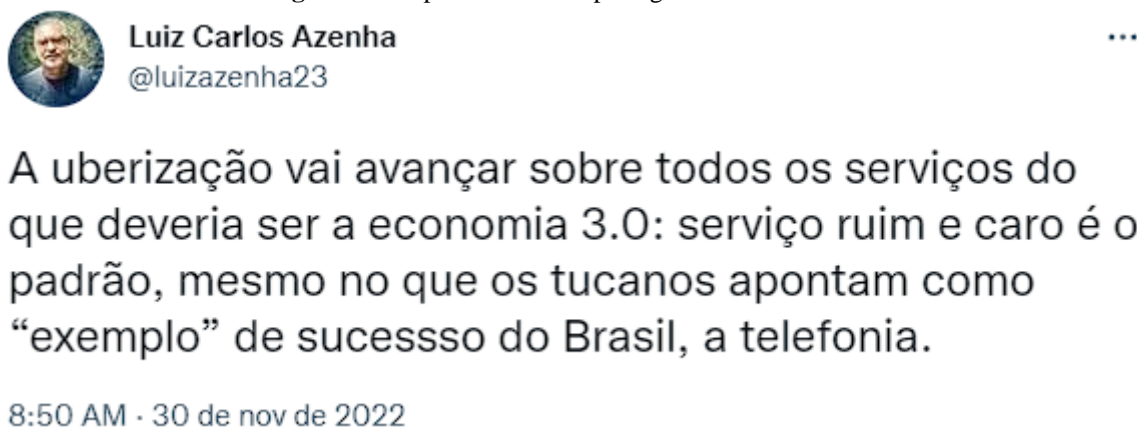 Luiz Carlos Azenha
@luizazenha23
A uberização vai avançar sobre todos os serviços do
que deveria ser a economia 3.0: serviço ruim e caro é o
padrão, mesmo no que os tucanos apontam como
“exemplo” de sucessso do Brasil, a telefonia.
8:50 AM · 30 de nov de 2022